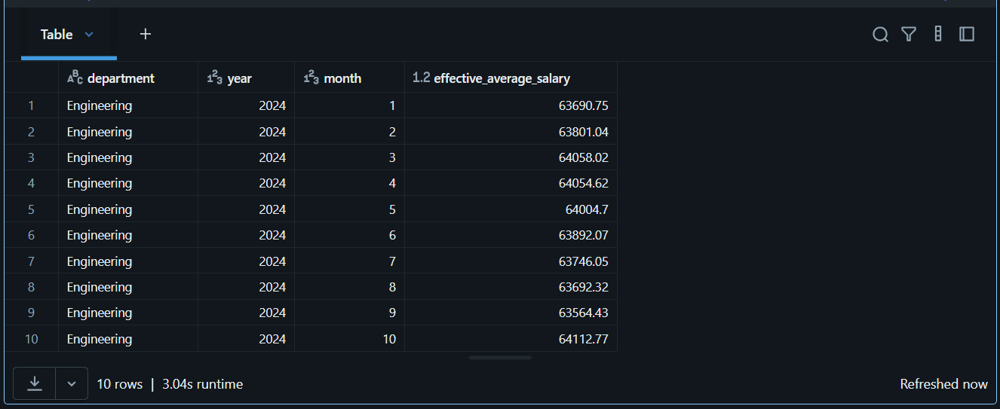 Table +
department year month 1.2 effective_average_salary
1 Engineering 2024 1 63690.75
2 Engineering 2024 2 63801.04
3 Engineering 2024 3 64058.02
4 Engineering 2024 4 64054.62
5 Engineering 2024 5 64004.7
6 Engineering 2024 6 63892.07
7 Engineering 2024 7 63746.05
8 Engineering 2024 8 63692.32
9 Engineering 2024 9 63564.43
10 Engineering 2024 10 64112.77
10 rows | 3.04s runtime Refreshed now